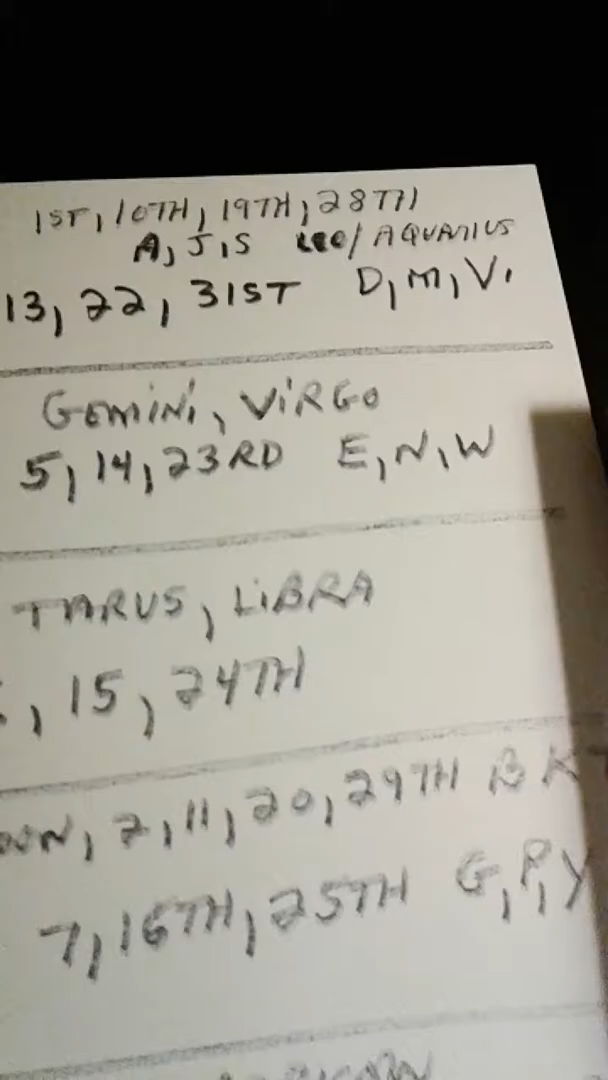 1ST, 10TH, 19TH, 28TH
A, J, S LEO/ AQUARIUS
13, 22, 31ST D, M, V.
GEMINI, VIRGO
5, 14, 23RD E, N, W
TARUS, LIBRA
, 15, 24TH
, 2, 11, 20, 29TH B K
7, 16TH, 25TH G, P, Y